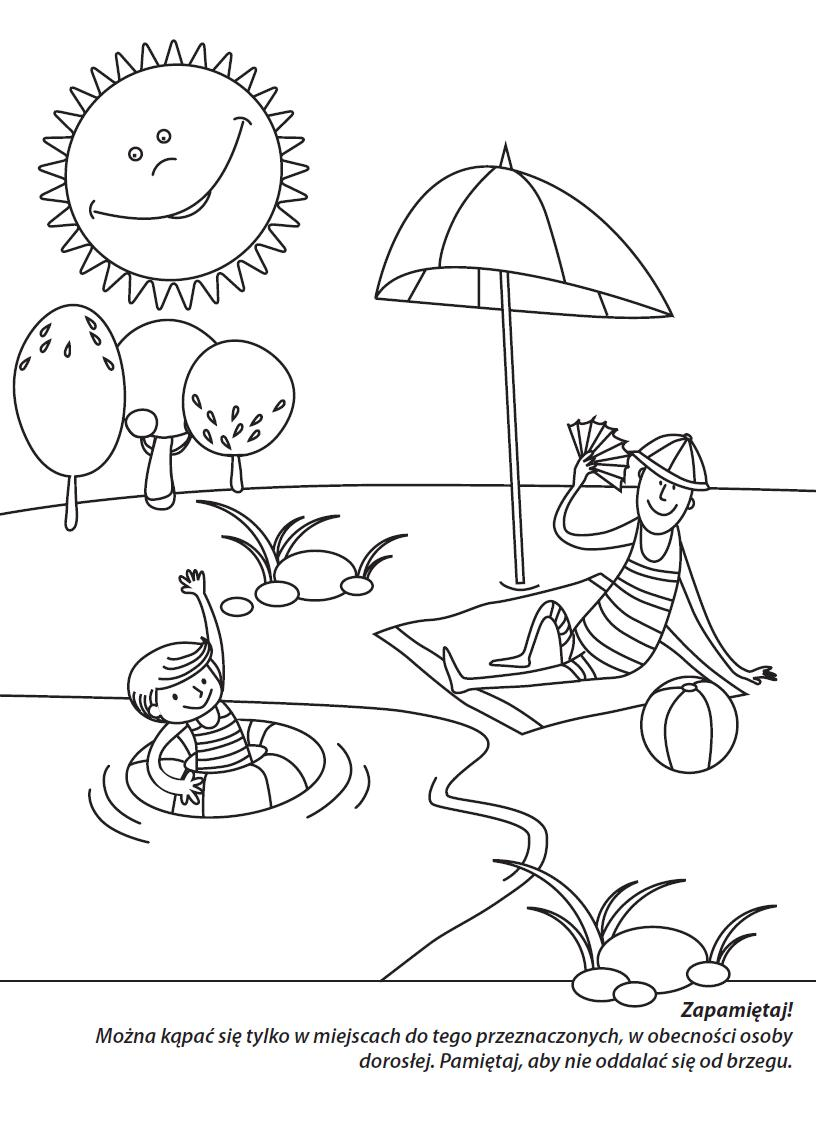 Zapamiętaj!
Można kąpać się tylko w miejscach do tego przeznaczonych, w obecności osoby
dorosłej. Pamiętaj, aby nie oddalać się od brzegu.